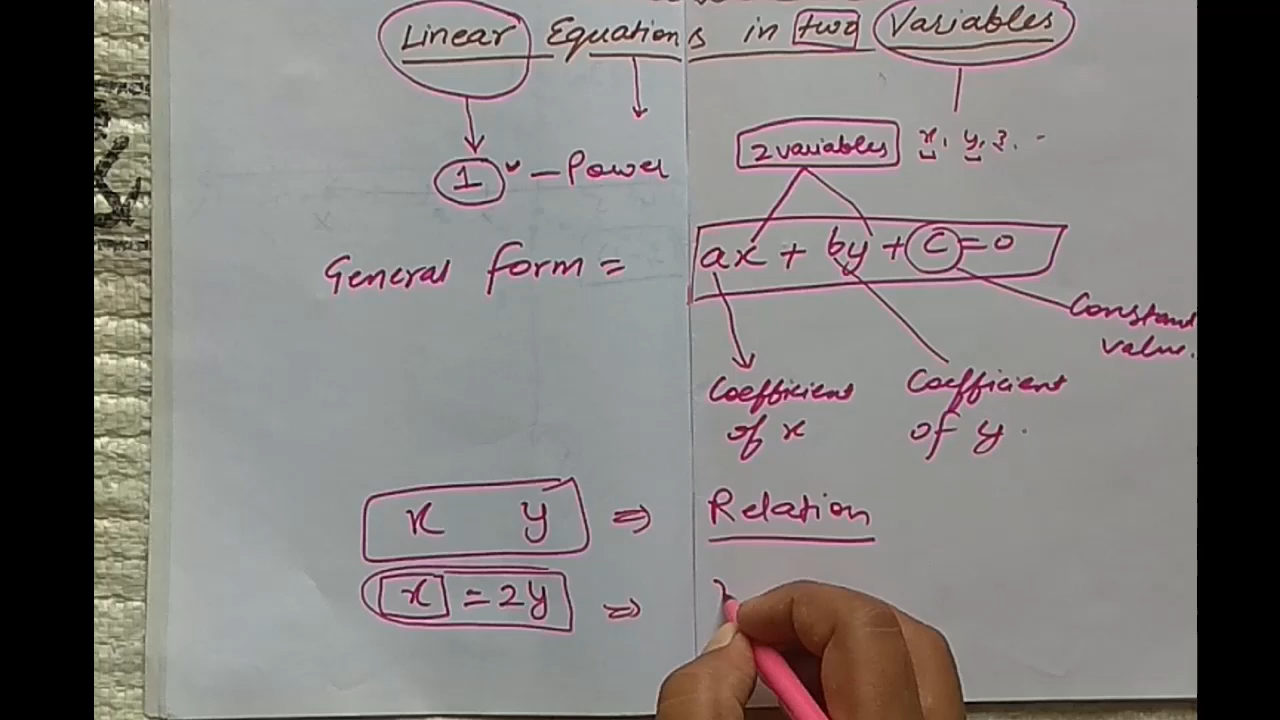 Linear Equations in two Variables
2 variables x, y, z, -
1 - Power
General form = ax + by + c = 0
Constant
value.
Coefficient Coefficient
of x of y.
x y ⇒ Relation
x = 2y ⇒